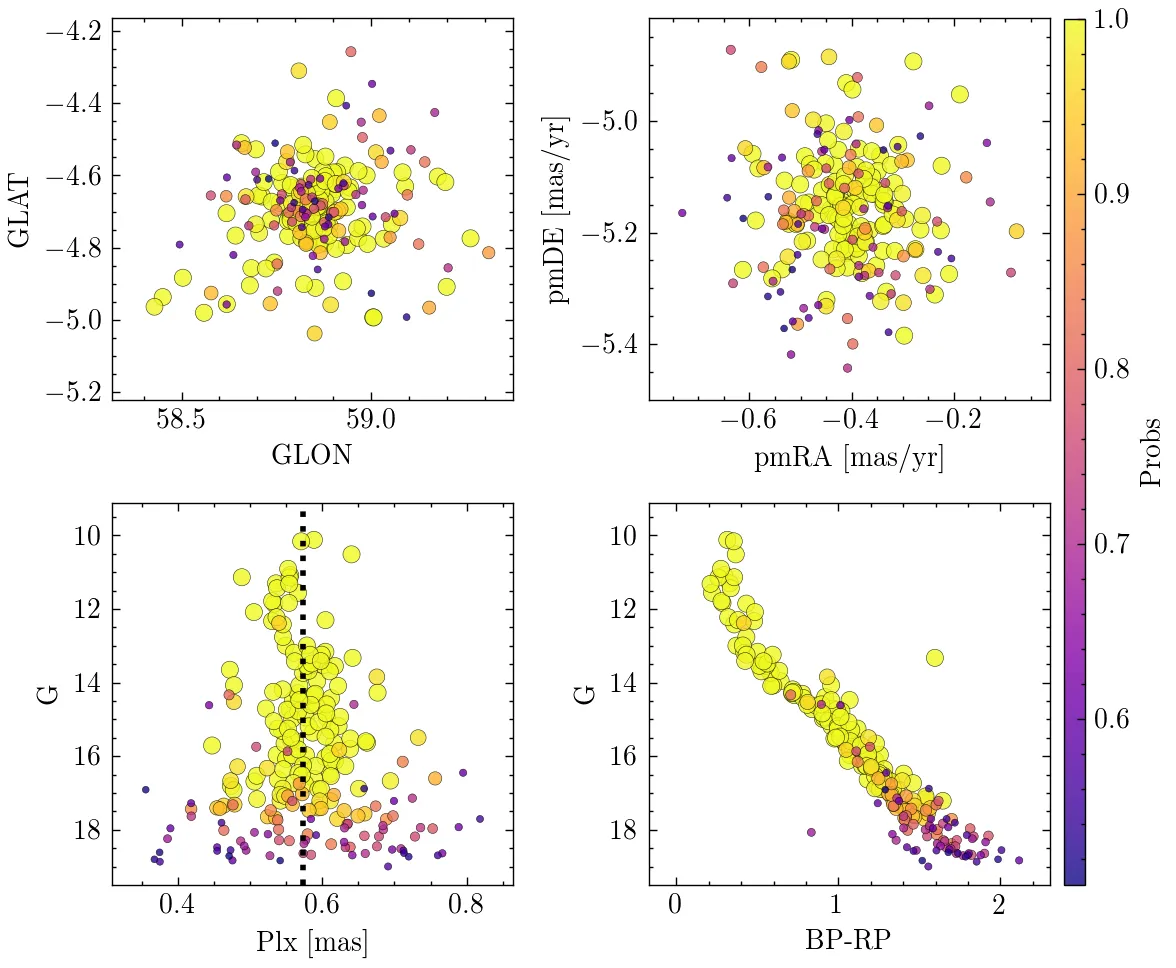 −4.2
−4.4
−4.6
−4.8
−5.0
−5.2
GLAT
58.5 59.0
GLON
−5.0
−5.2
−5.4
pmDE [mas/yr]
−0.6 −0.4 −0.2
pmRA [mas/yr]
10
12
14
16
18
G
0.4 0.6 0.8
Plx [mas]
10
12
14
16
18
G
0 1 2
BP-RP
1.0
0.9
0.8
0.7
0.6
Probs